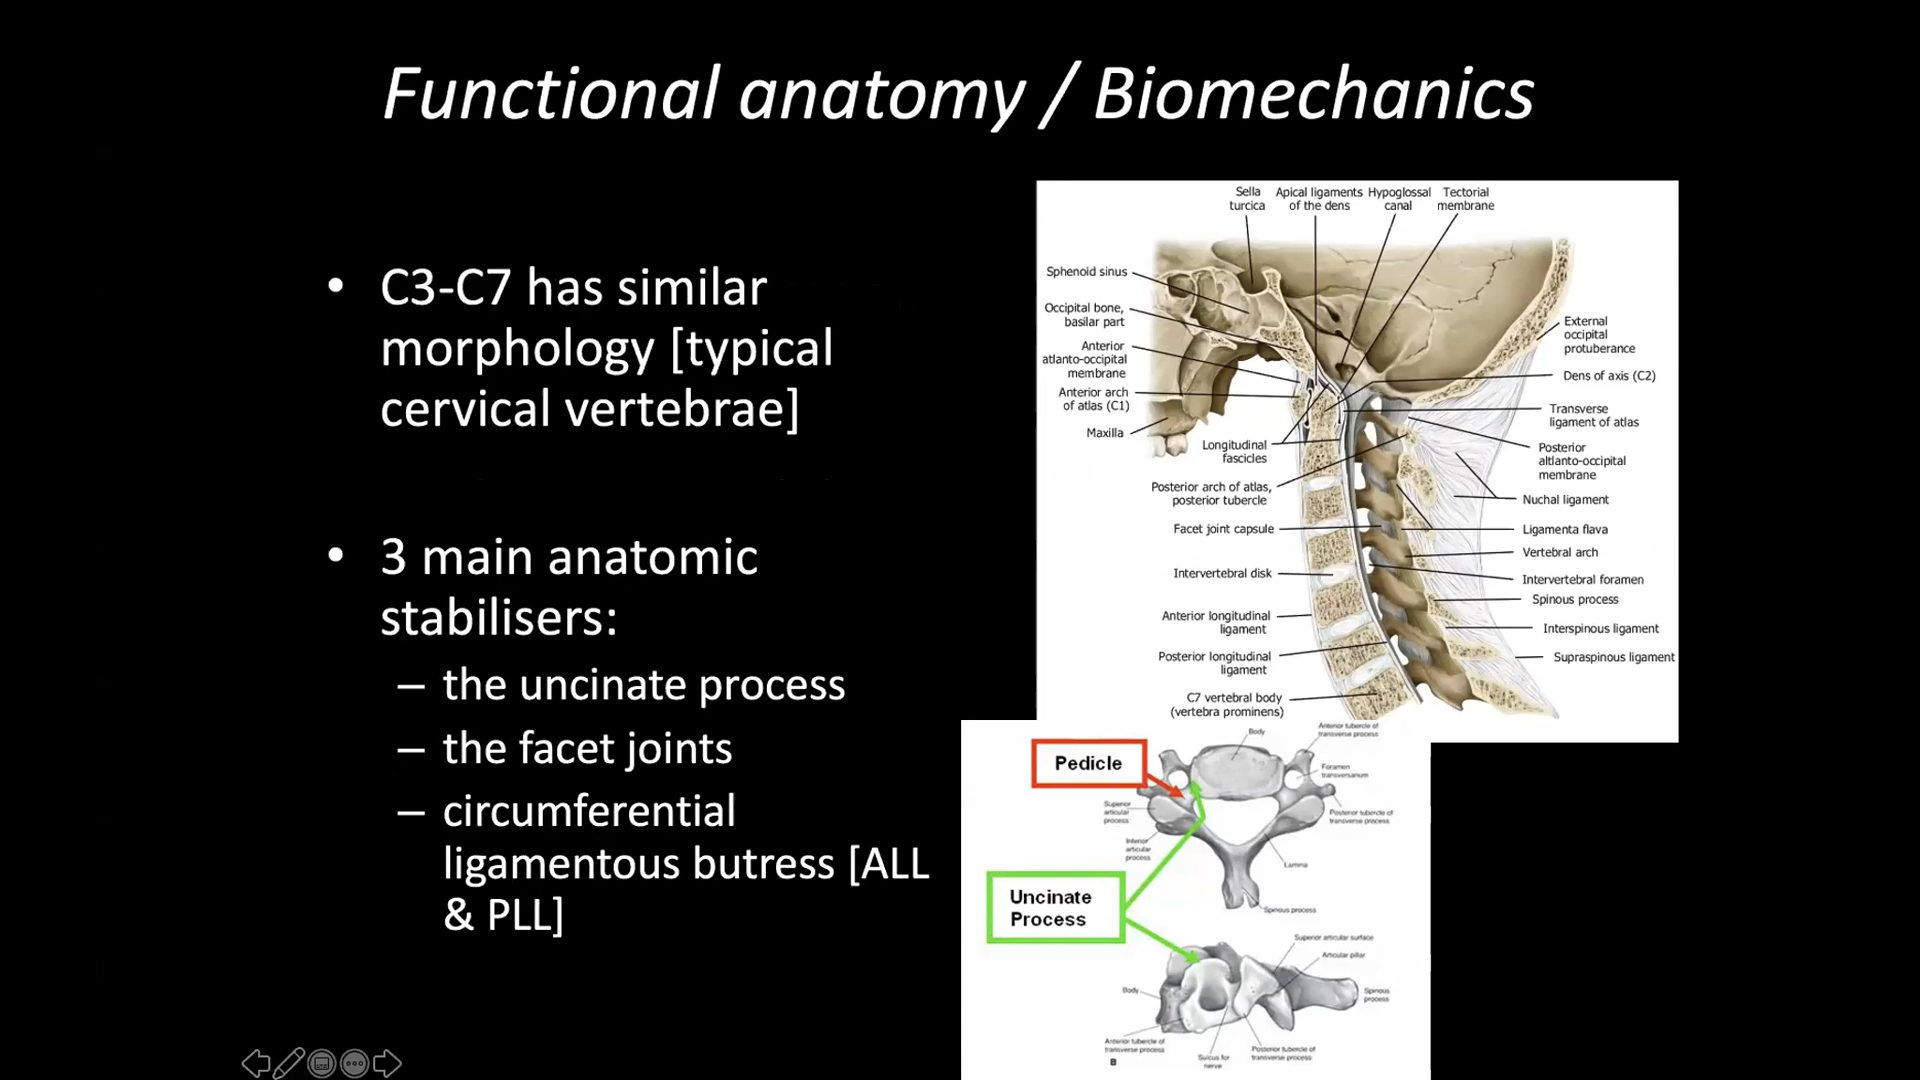 Functional anatomy / Biomechanics
• C3-C7 has similar
morphology [typical
cervical vertebrae]
• 3 main anatomic
stabilisers:
– the uncinate process
– the facet joints
– circumferential
ligamentous butress [ALL
& PLL]
Sella
turcica
Apical ligaments
of the dens
Hypoglossal
canal
Tectorial
membrane
Sphenoid sinus
Occipital bone,
basilar part
Anterior
atlanto-occipital
membrane
Anterior arch
of atlas (C1)
Maxilla
Longitudinal
fascicles
Posterior arch of atlas,
posterior tubercle
Facet joint capsule
Intervertebral disk
Anterior longitudinal
ligament
Posterior longitudinal
ligament
C7 vertebral body
(vertebra prominens)
External
occipital
protuberance
Dens of axis (C2)
Transverse
ligament of atlas
Posterior
altlanto-occipital
membrane
Nuchal ligament
Ligamenta flava
Vertebral arch
Intervertebral foramen
Spinous process
Interspinous ligament
Supraspinous ligament
Pedicle
Uncinate
Process
Body
Anterior tubercle of
transverse process
Foramen
transversarium
Posterior tubercle of
transverse process
Superior
articular
process
Inferior
articular
process
Lamina
Spinous process
Superior articular surface
Articular pillar
Body
Spinous
process
Anterior tubercle of
transverse process
Sulcus for
nerve
Posterior tubercle of
transverse process
B